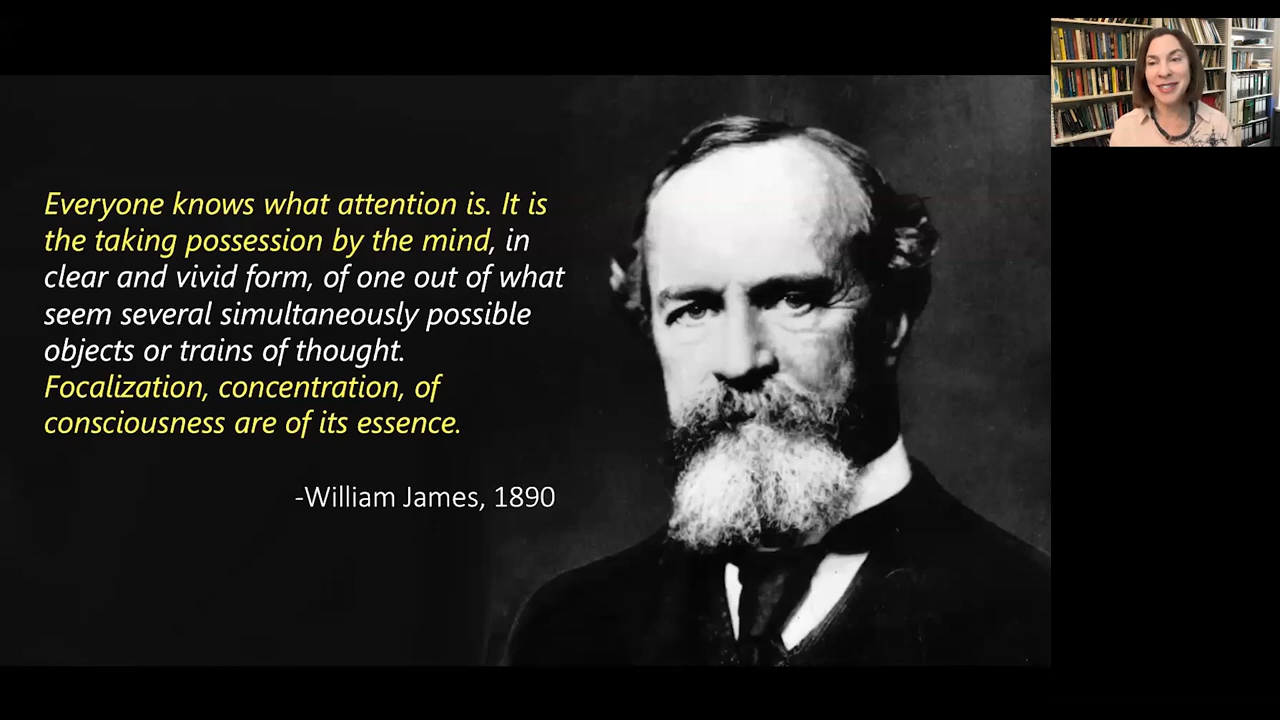 Everyone knows what attention is. It is
the taking possession by the mind, in
clear and vivid form, of one out of what
seem several simultaneously possible
objects or trains of thought.
Focalization, concentration, of
consciousness are of its essence.
-William James, 1890